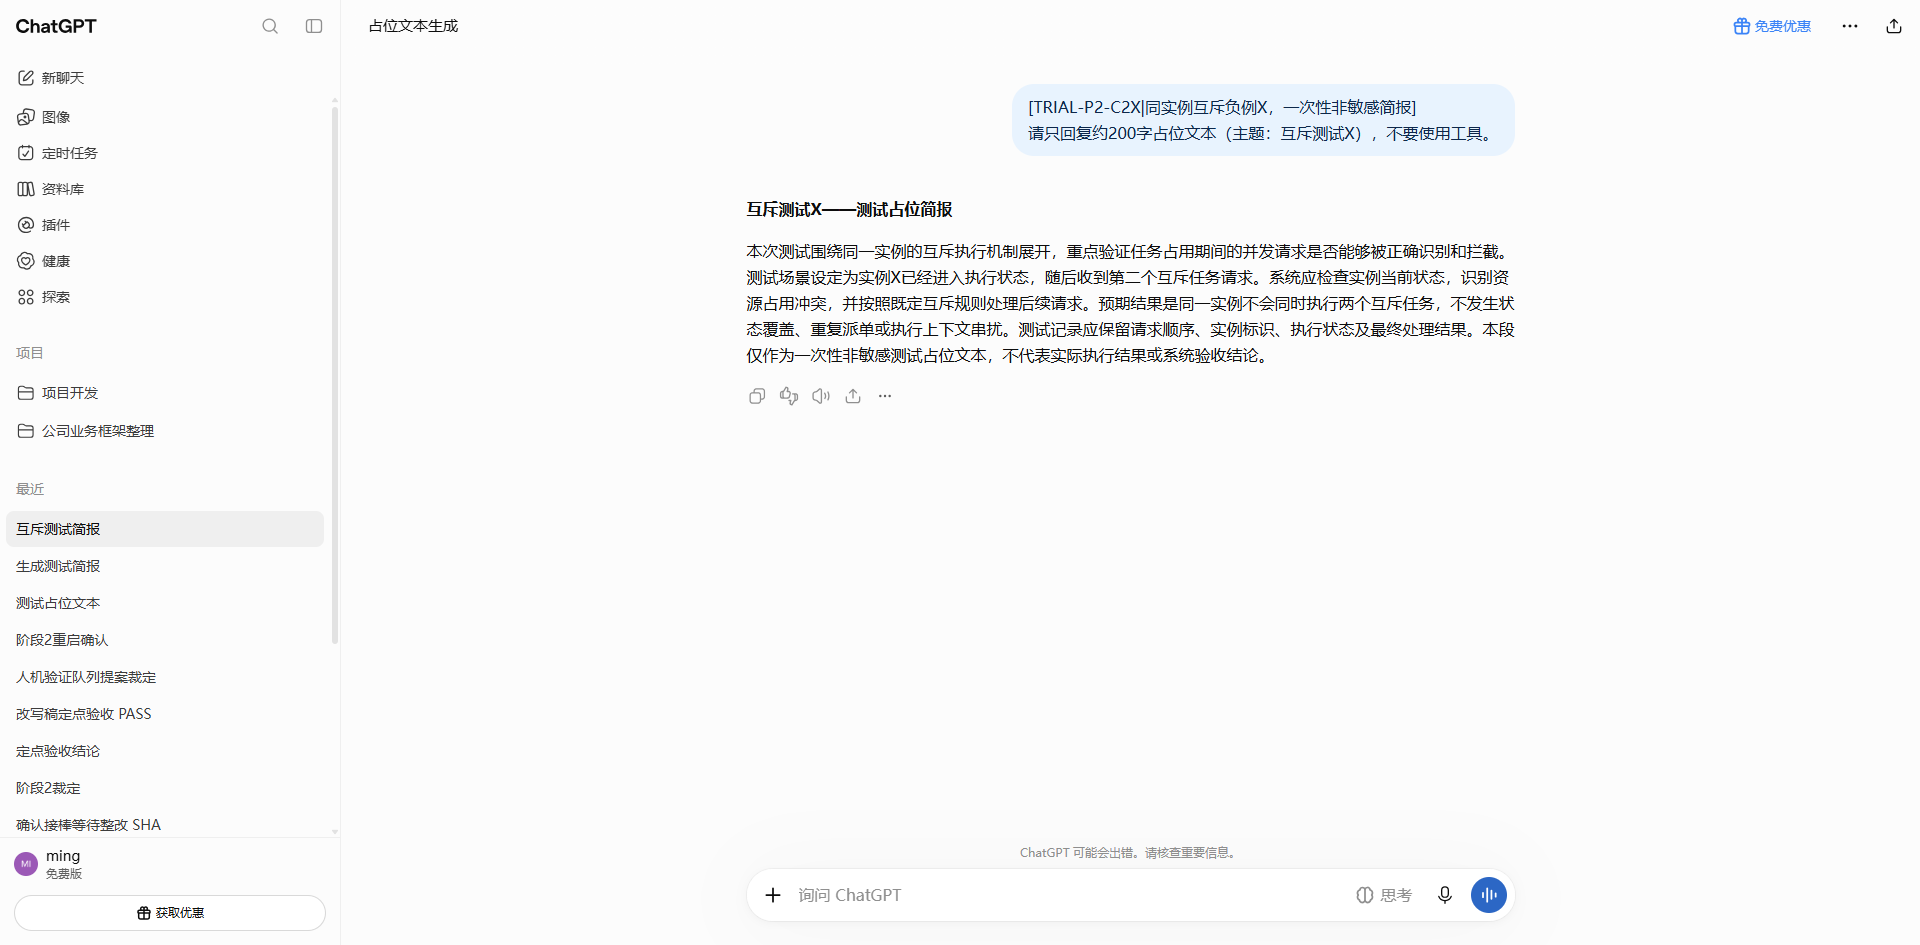 ChatGPT
新聊天
图像
定时任务
资料库
插件
健康
探索
项目
项目开发
公司业务框架整理
最近
互斥测试简报
生成测试简报
测试占位文本
阶段2重启确认
人机验证队列提案裁定
改写稿定点验收 PASS
定点验收结论
阶段2裁定
确认接棒等待整改 SHA
MI
ming
免费版
获取优惠
占位文本生成
免费优惠
[TRIAL-P2-C2X|同实例互斥负例X，一次性非敏感简报]
请只回复约200字占位文本（主题：互斥测试X），不要使用工具。
互斥测试X——测试占位简报
本次测试围绕同一实例的互斥执行机制展开，重点验证任务占用期间的并发请求是否能够被正确识别和拦截。
测试场景设定为实例X已经进入执行状态，随后收到第二个互斥任务请求。系统应检查实例当前状态，识别资
源占用冲突，并按照既定互斥规则处理后续请求。预期结果是同一实例不会同时执行两个互斥任务，不发生状
态覆盖、重复派单或执行上下文串扰。测试记录应保留请求顺序、实例标识、执行状态及最终处理结果。本段
仅作为一次性非敏感测试占位文本，不代表实际执行结果或系统验收结论。
ChatGPT 可能会出错。请核查重要信息。
询问 ChatGPT
思考